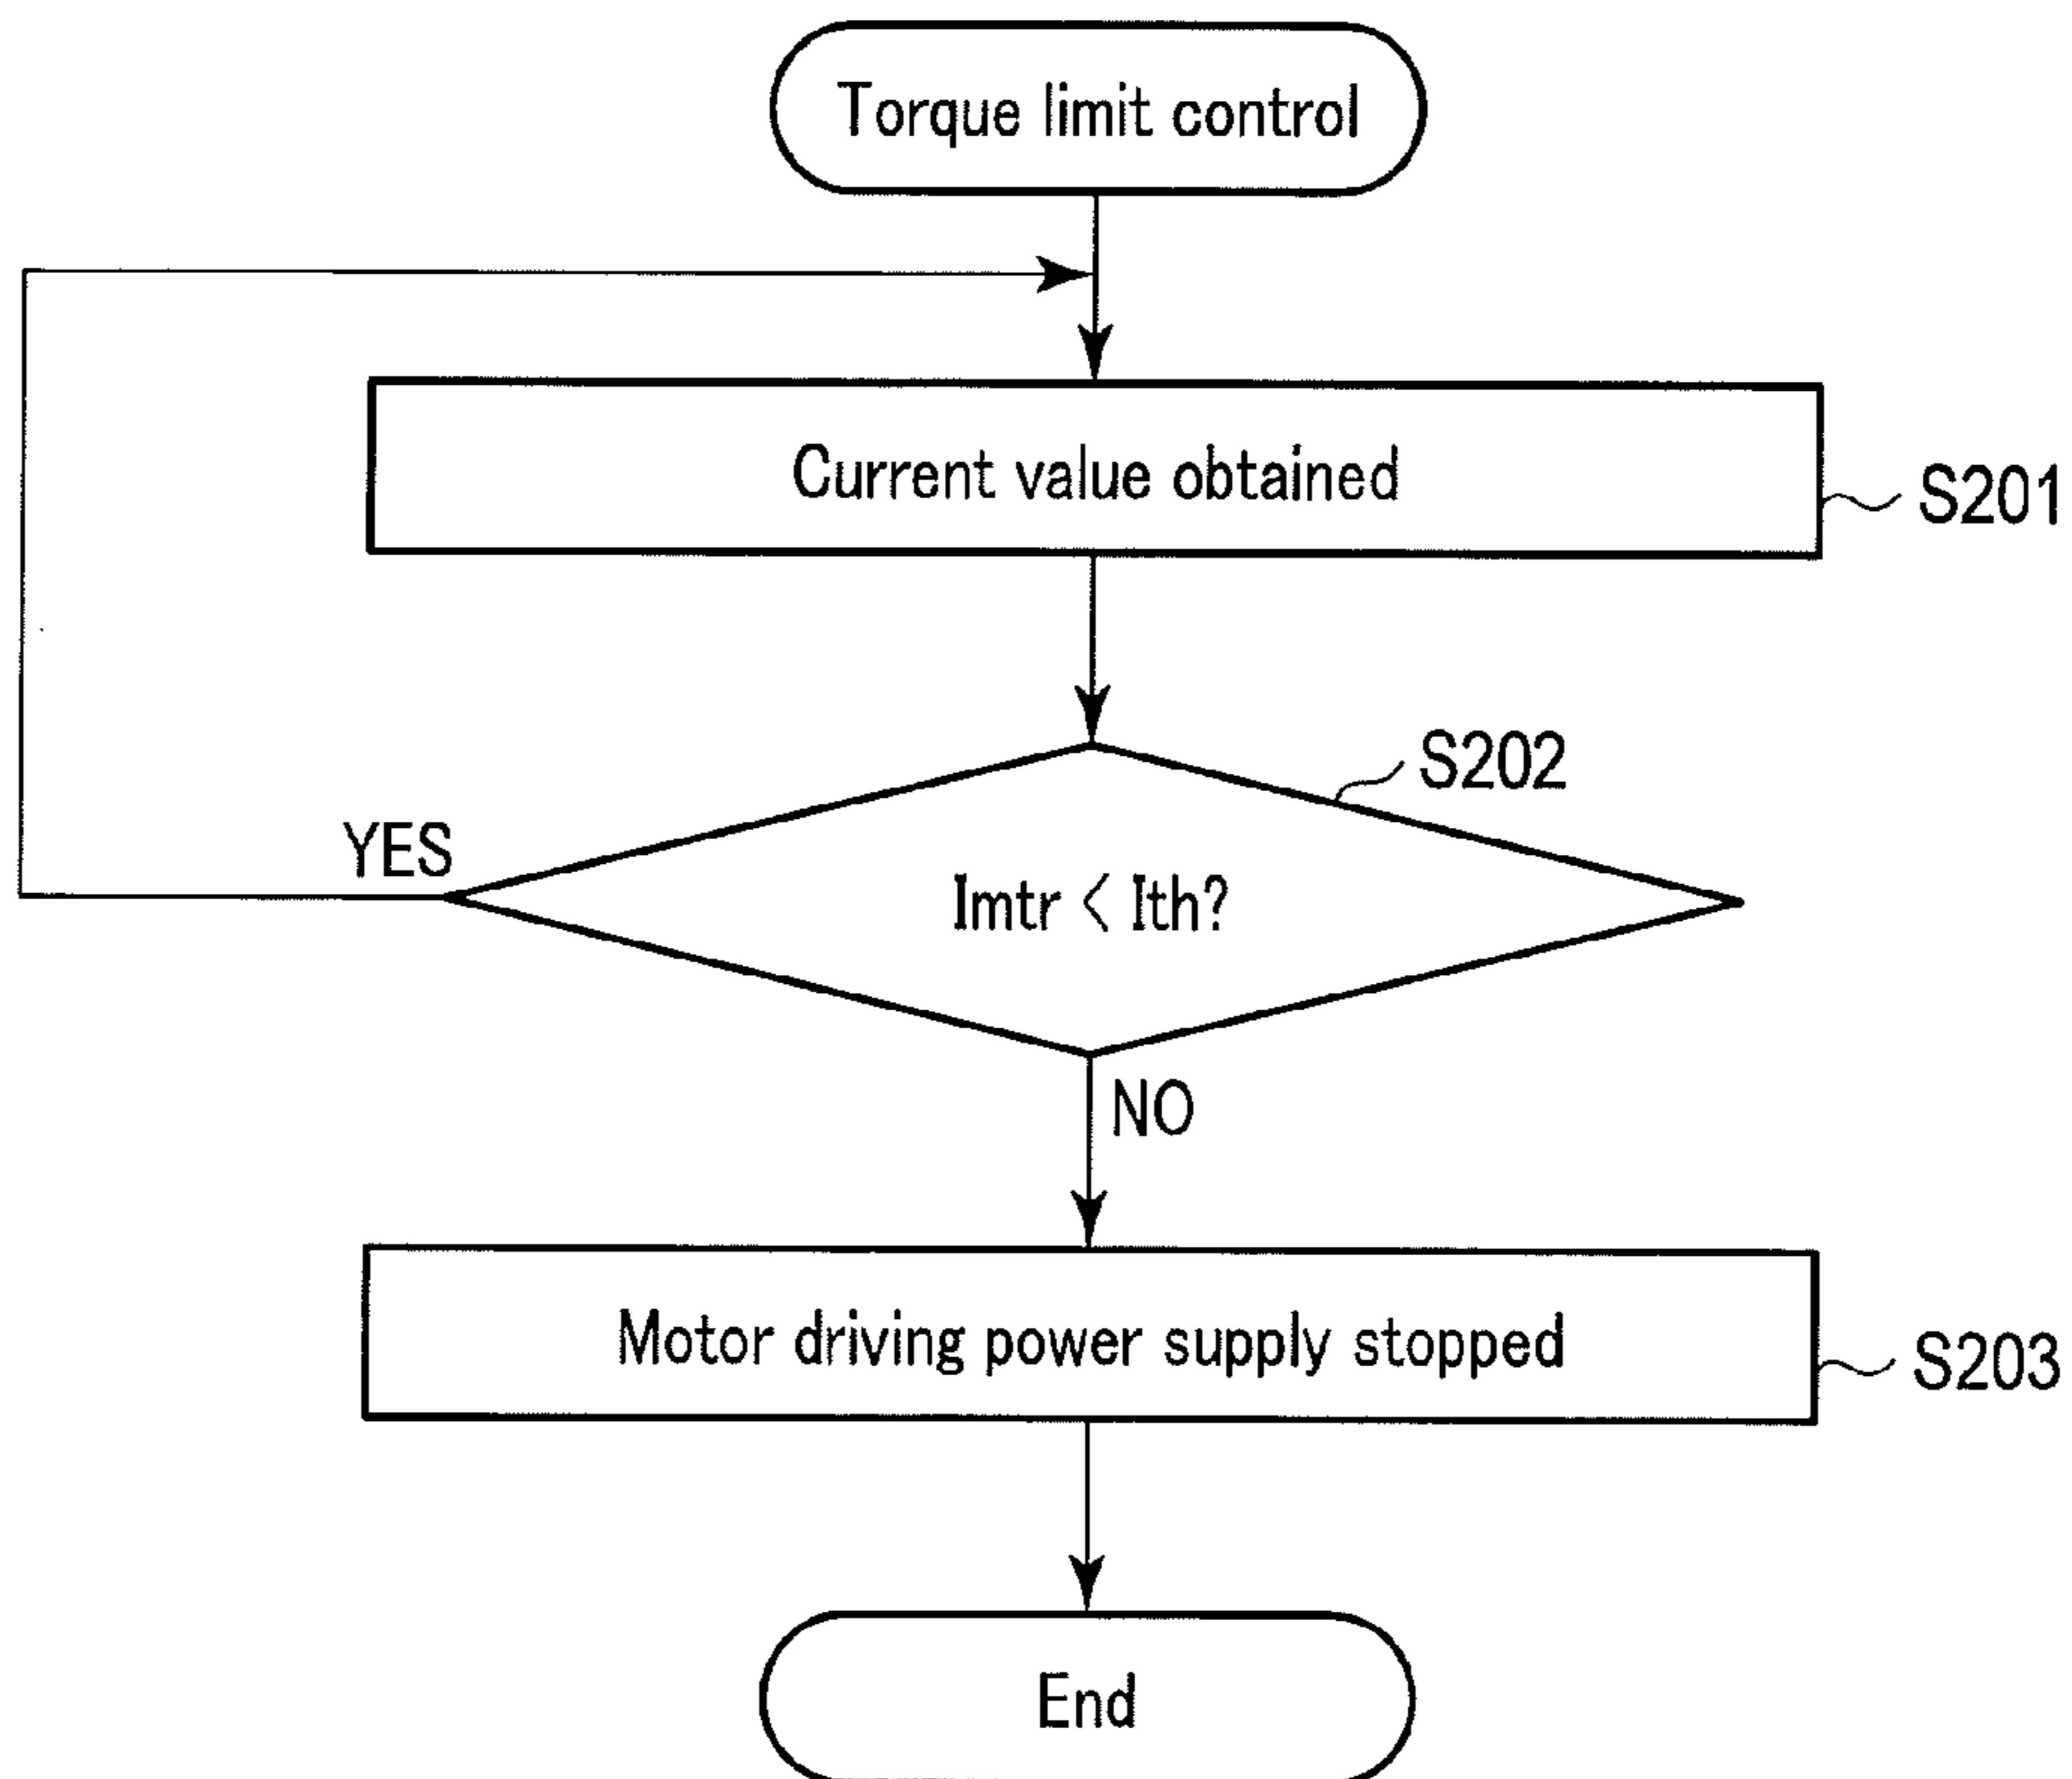 Torque limit control
Current value obtained
S201
S202
YES
Imtr < Ith?
NO
Motor driving power supply stopped
S203
End